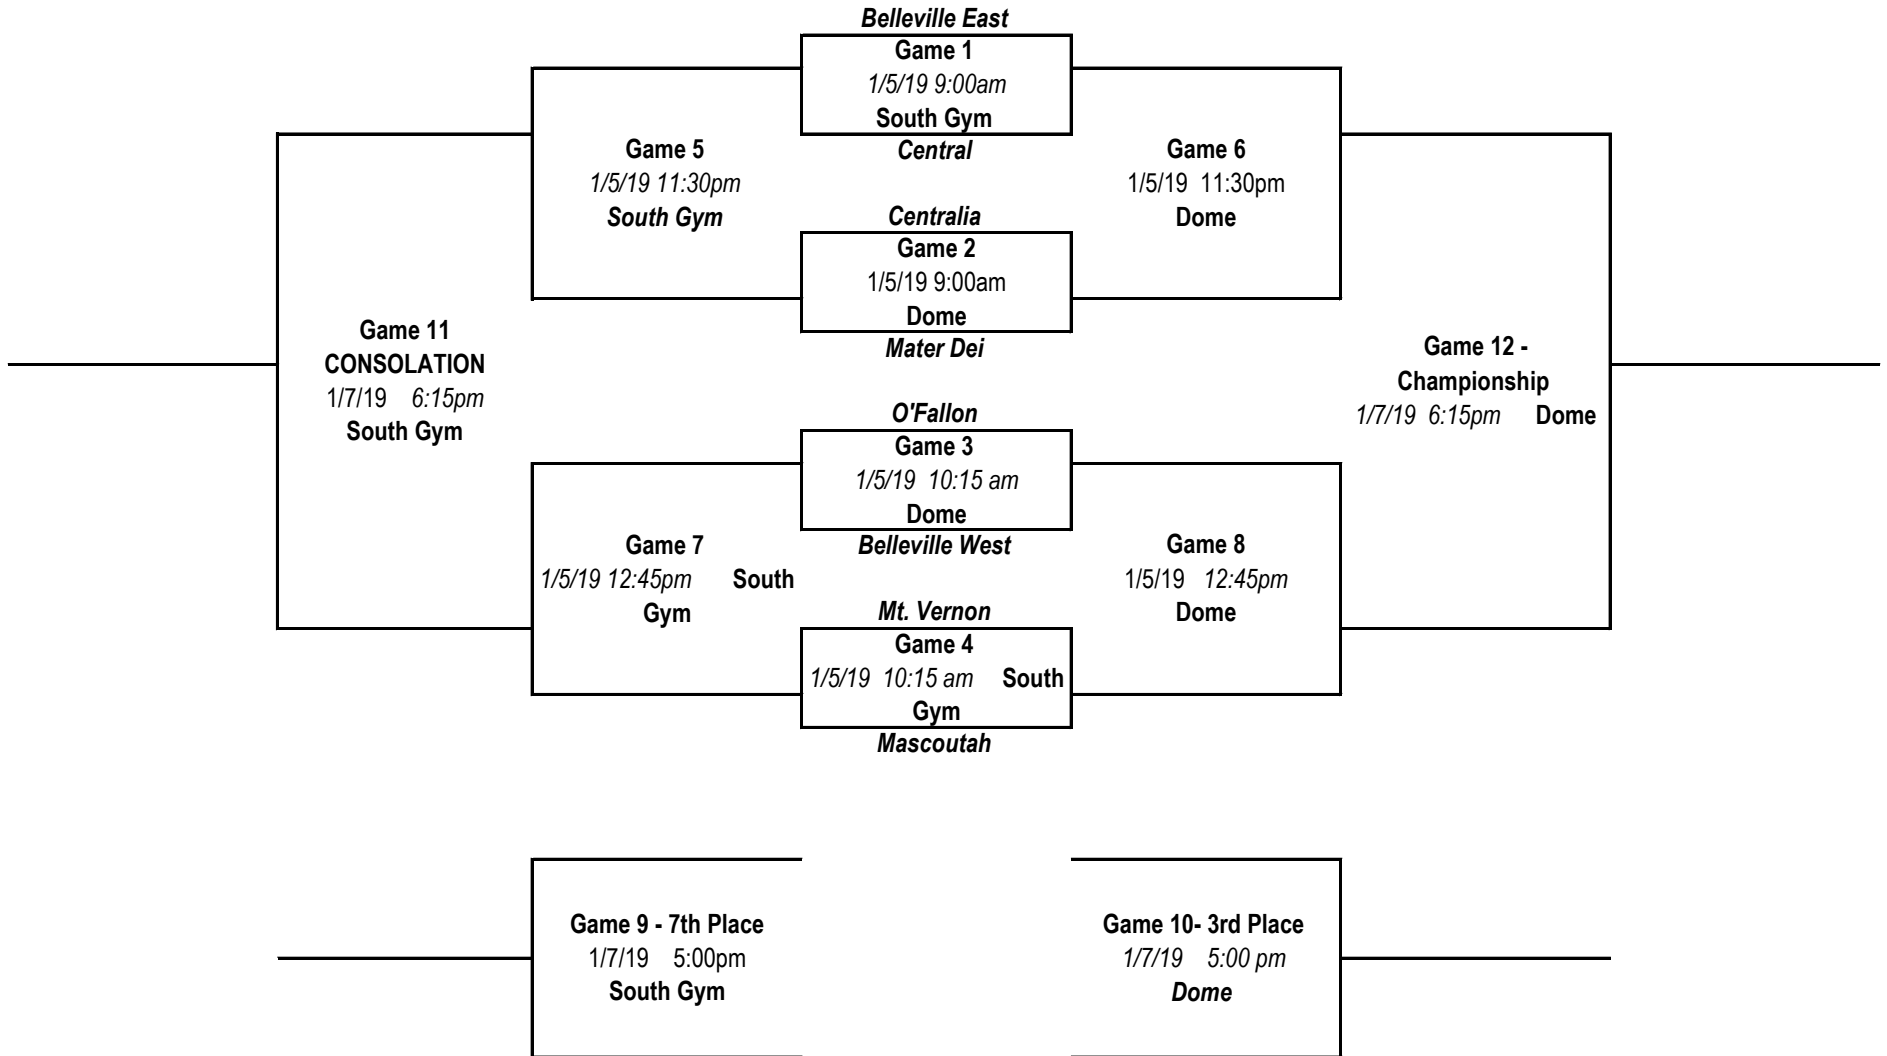 Belleville East
Game 1
1/5/19 9:00am
South Gym
Central
Game 5
1/5/19 11:30pm
South Gym
Game 6
1/5/19 11:30pm
Dome
Centralia
Game 2
1/5/19 9:00am
Dome
Mater Dei
Game 11
CONSOLATION
1/7/19 6:15pm
South Gym
Game 12 -
Championship
1/7/19 6:15pm Dome
O'Fallon
Game 3
1/5/19 10:15 am
Dome
Belleville West
Game 7
1/5/19 12:45pm South
Gym
Game 8
1/5/19 12:45pm
Dome
Mt. Vernon
Game 4
1/5/19 10:15 am South
Gym
Mascoutah
Game 9 - 7th Place
1/7/19 5:00pm
South Gym
Game 10- 3rd Place
1/7/19 5:00 pm
Dome